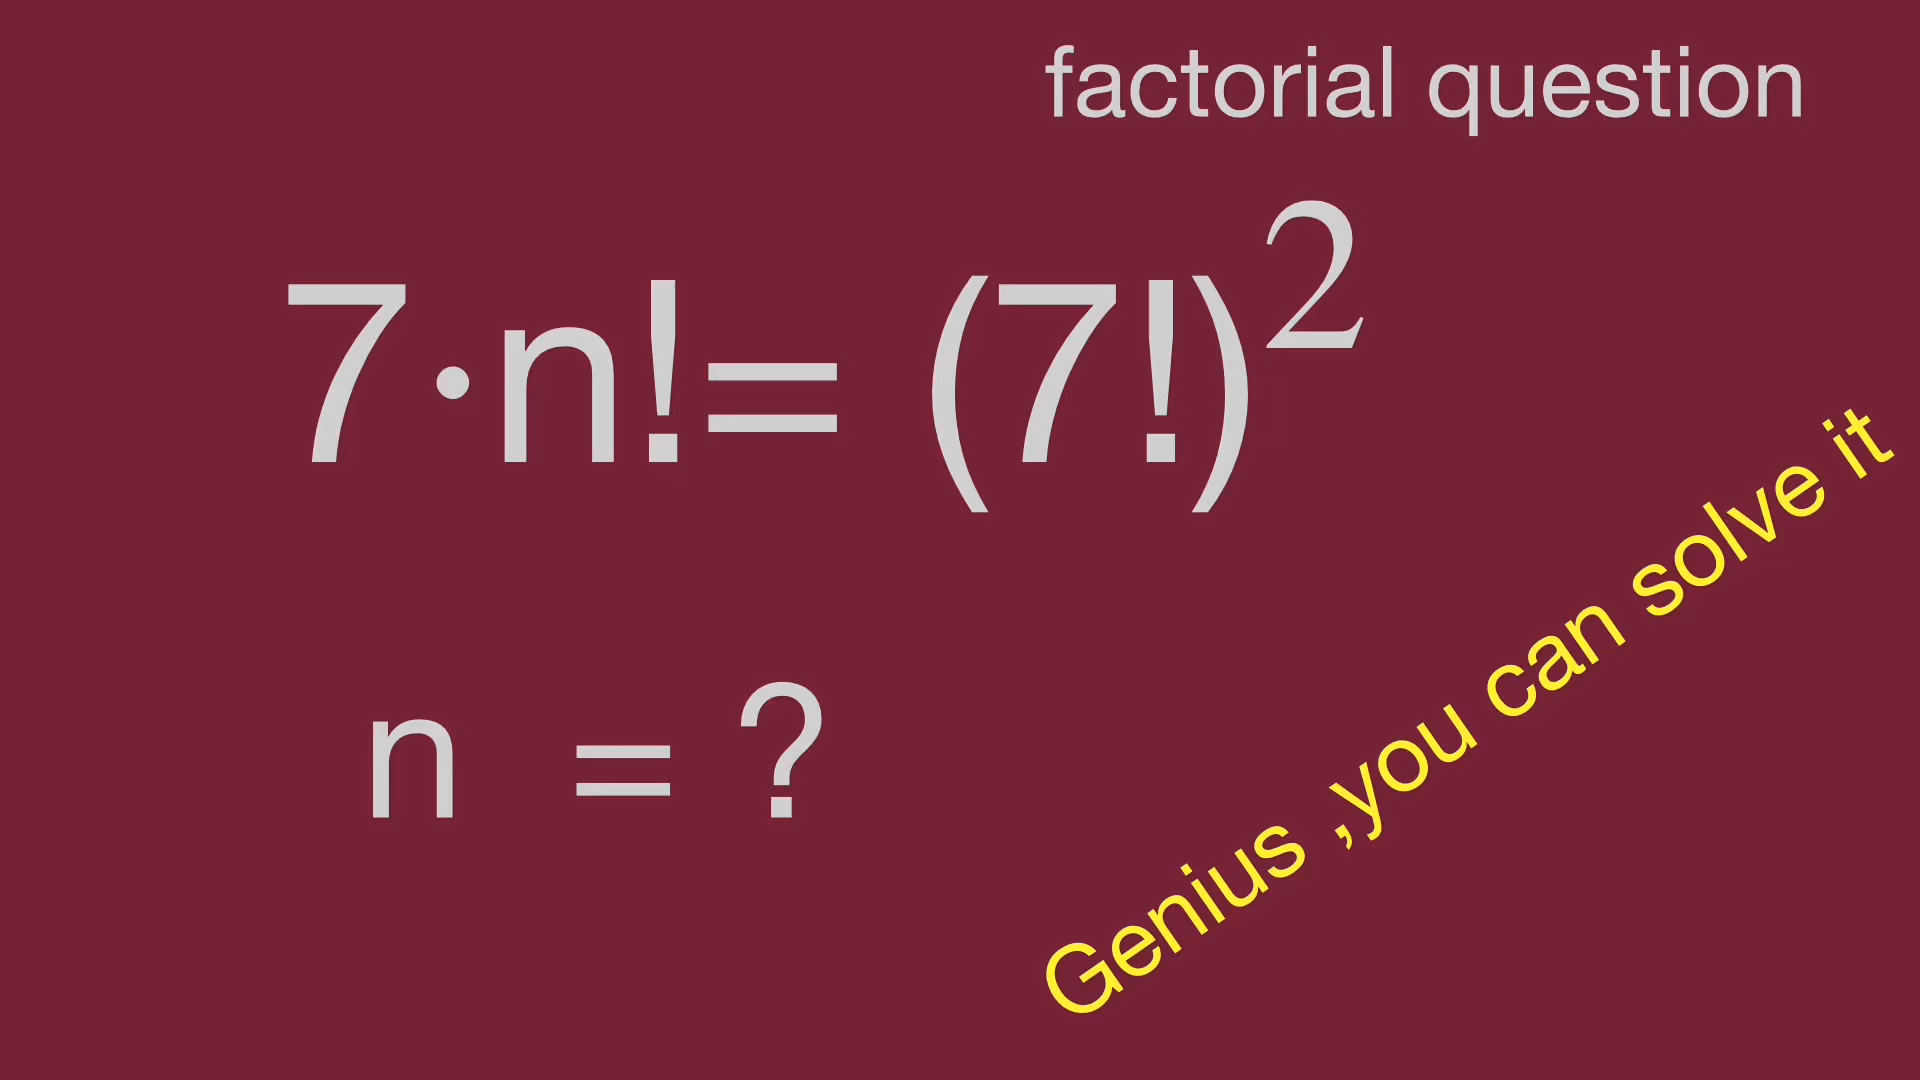 factorial question
7·n!= (7!)²
n = ?
Genius ,you can solve it